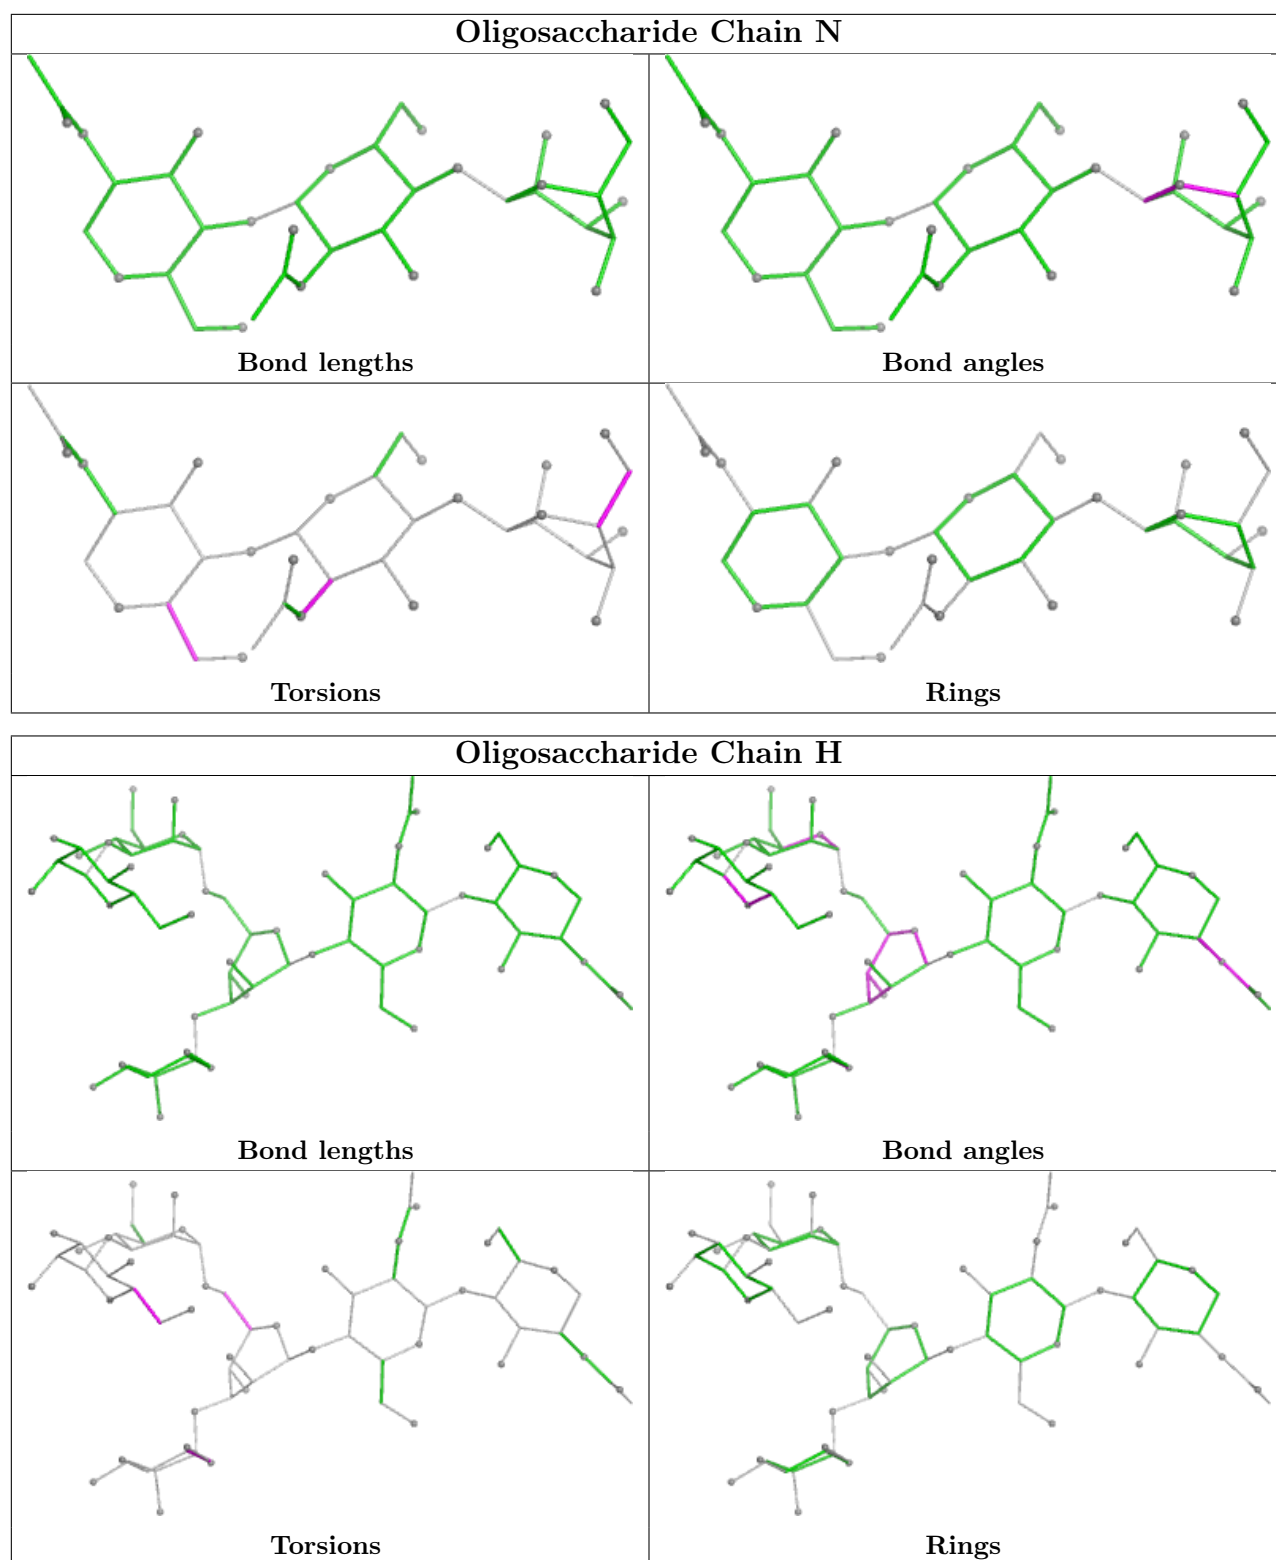 Oligosaccharide Chain N
Bond lengths
Bond angles
Torsions
Rings
Oligosaccharide Chain H
Bond lengths
Bond angles
Torsions
Rings